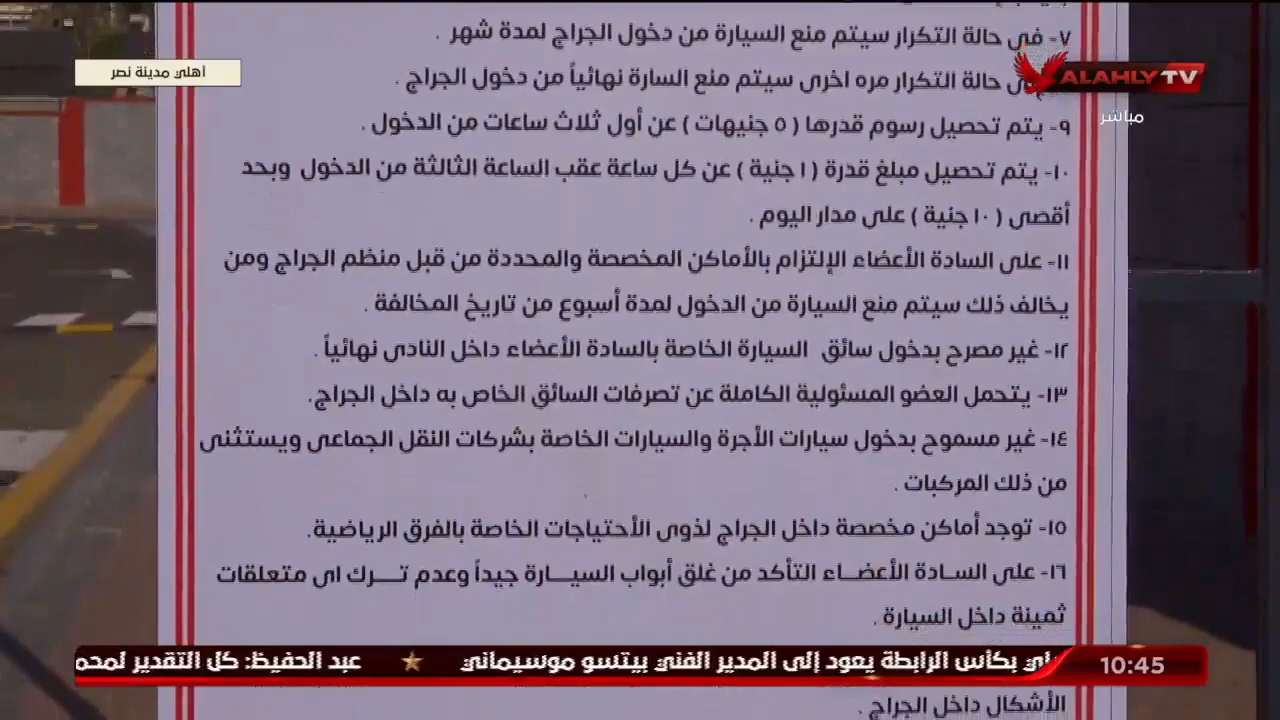 ٧- فى حالة التكرار سيتم منع السيارة من دخول الجراج لمدة شهر .
أهلي مدينة نصر
ALAHLY TV
حالة التكرار مره اخرى سيتم منع السارة نهائياً من دخول الجراج .
مباشر
٩- يتم تحصيل رسوم قدرها ( ٥ جنيهات ) عن أول ثلاث ساعات من الدخول .
١٠- يتم تحصيل مبلغ قدرة ( ١ جنية ) عن كل ساعة عقب الساعة الثالثة من الدخول وبحد
أقصى ( ١٠ جنية ) على مدار اليوم .
١١- على السادة الأعضاء الإلتزام بالأماكن المخصصة والمحددة من قبل منظم الجراج ومن
يخالف ذلك سيتم منع السيارة من الدخول لمدة أسبوع من تاريخ المخالفة .
١٢- غير مصرح بدخول سائق السيارة الخاصة بالسادة الأعضاء داخل النادى نهائياً .
١٣- يتحمل العضو المسئولية الكاملة عن تصرفات السائق الخاص به داخل الجراج.
١٤- غير مسموح بدخول سيارات الأجرة والسيارات الخاصة بشركات النقل الجماعى ويستثنى
من ذلك المركبات .
١٥- توجد أماكن مخصصة داخل الجراج لذوى الأحتياجات الخاصة بالفرق الرياضية.
١٦- على السـادة الأعضـاء التأكد من غلق أبواب السيـارة جيداً وعدم تـرك اى متعلقات
ثمينة داخل السيارة .
بكأس الرابطة يعود إلى المدير الفني بيتسو موسيماني ★ عبد الحفيظ: كل التقدير
10:45
الأشكال داخل الجراج .